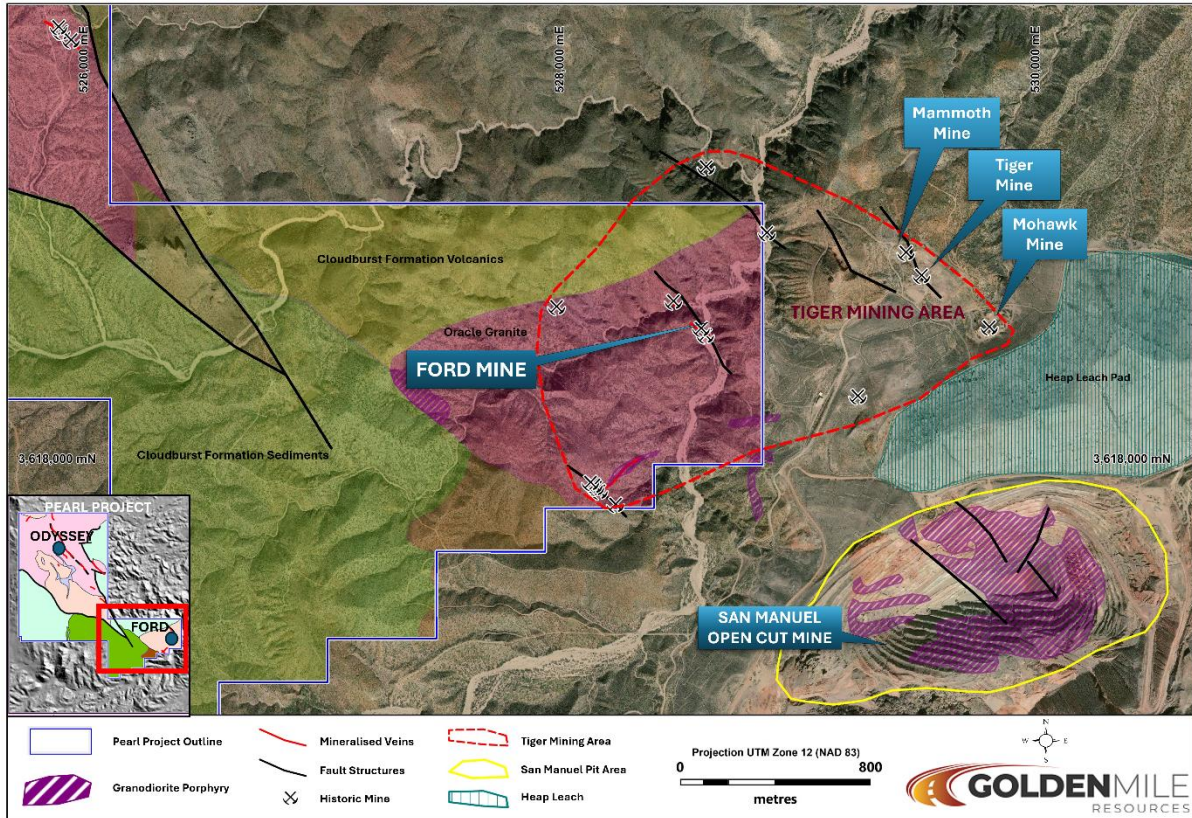 526,000 mE
528,000 mE
530,000 mE
Mammoth
Mine
Tiger
Mine
Mohawk
Mine
Cloudburst Formation Volcanics
TIGER MINING AREA
Oracle Granite
FORD MINE
Heap Leach Pad
Cloudburst Formation Sediments
3,618,000 mN
3,618,000 mN
PEARL PROJECT
ODYSSEY
FORD
SAN MANUEL
OPEN CUT MINE
Pearl Project Outline
Granodiorite Porphyry
Mineralised Veins
Fault Structures
Historic Mine
Tiger Mining Area
San Manuel Pit Area
Heap Leach
Projection UTM Zone 12 (NAD 83)
0 800
metres
N
W E
S
GOLDENMILE
RESOURCES